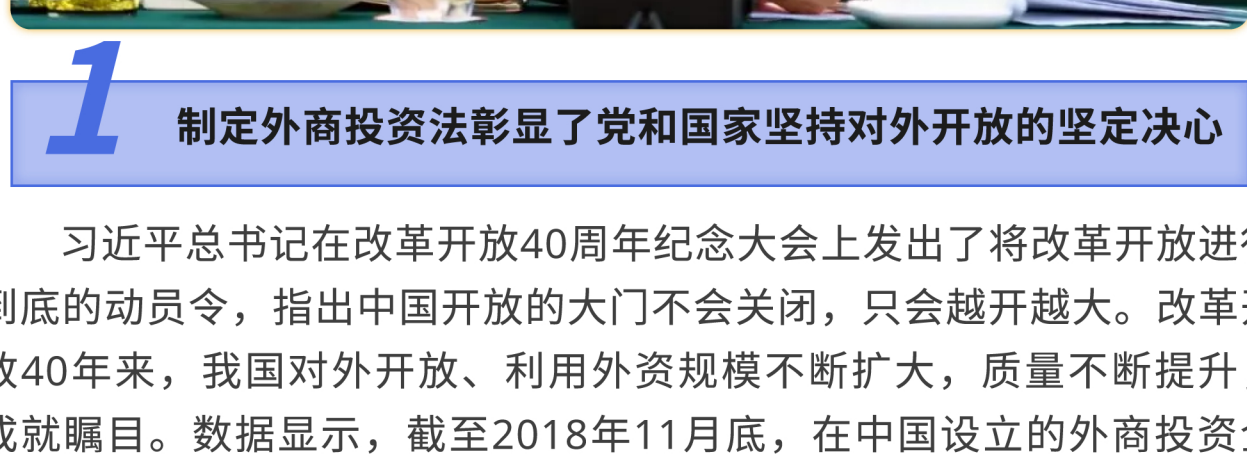 1
制定外商投资法彰显了党和国家坚持对外开放的坚定决心
习近平总书记在改革开放40周年纪念大会上发出了将改革开放进行
到底的动员令，指出中国开放的大门不会关闭，只会越开越大。改革开
放40年来，我国对外开放、利用外资规模不断扩大，质量不断提升，
成就瞩目。数据显示，截至2018年11月底，在中国设立的外商投资企